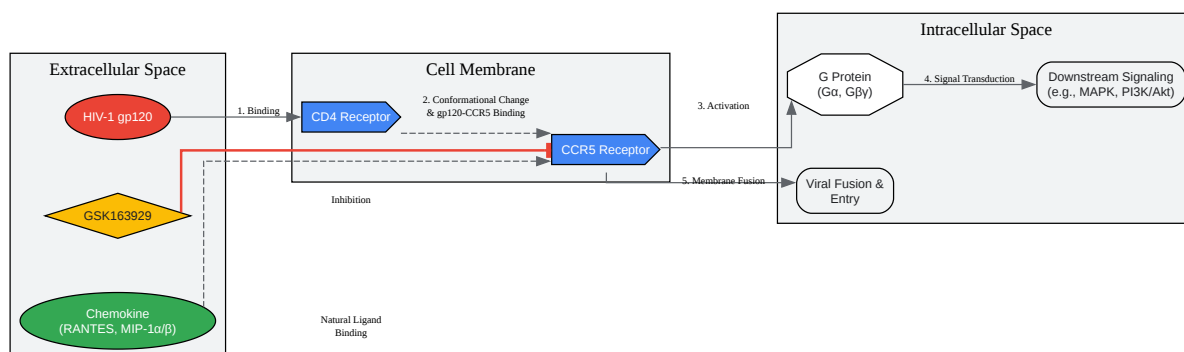 Extracellular Space
HIV-1 gp120
GSK163929
Chemokine
(RANTES, MIP-1α/β)
1. Binding
Cell Membrane
CD4 Receptor
2. Conformational Change
& gp120-CCR5 Binding
CCR5 Receptor
Inhibition
Natural Ligand
Binding
3. Activation
5. Membrane Fusion
Intracellular Space
G Protein
(Gα, Gβγ)
4. Signal Transduction
Downstream Signaling
(e.g., MAPK, PI3K/Akt)
Viral Fusion &
Entry